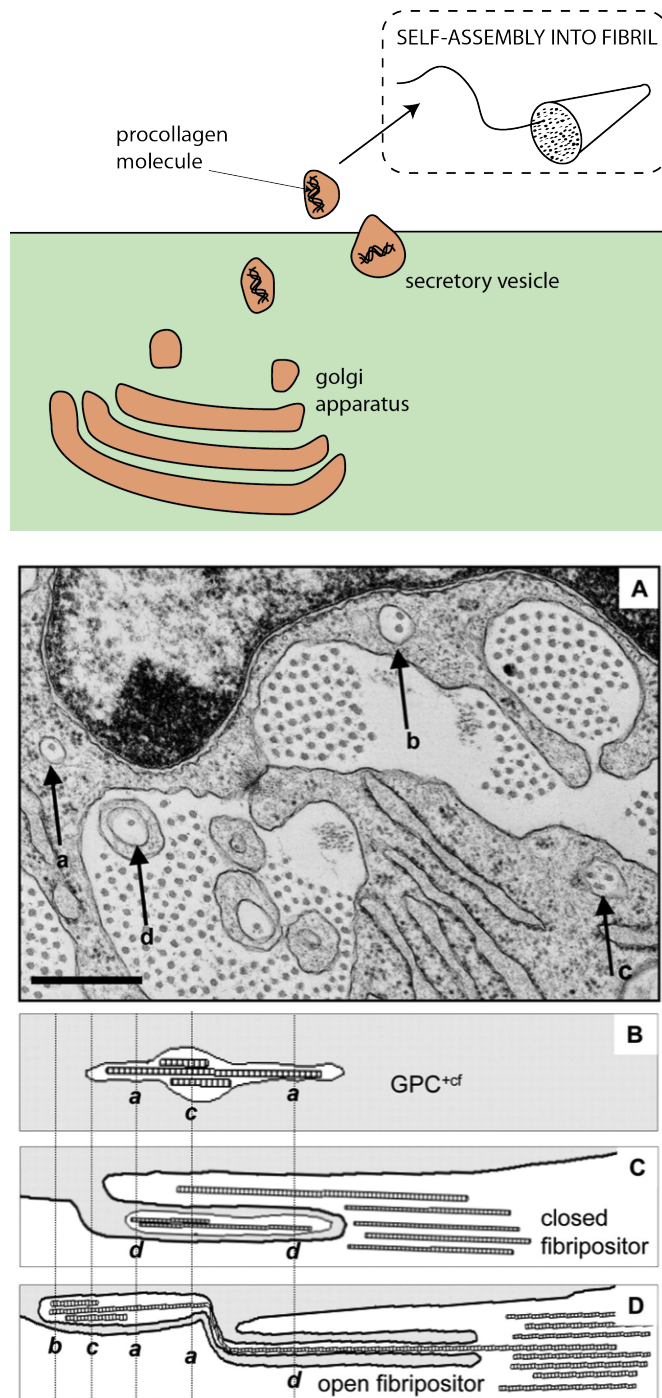 SELF-ASSEMBLY INTO FIBRIL
procollagen
molecule
secretory vesicle
golgi
apparatus
A
b
a
d
c
B
GPC+cf
a
a
c
C
closed
fibripositor
d
d
D
b
c
a
a
d
open fibripositor